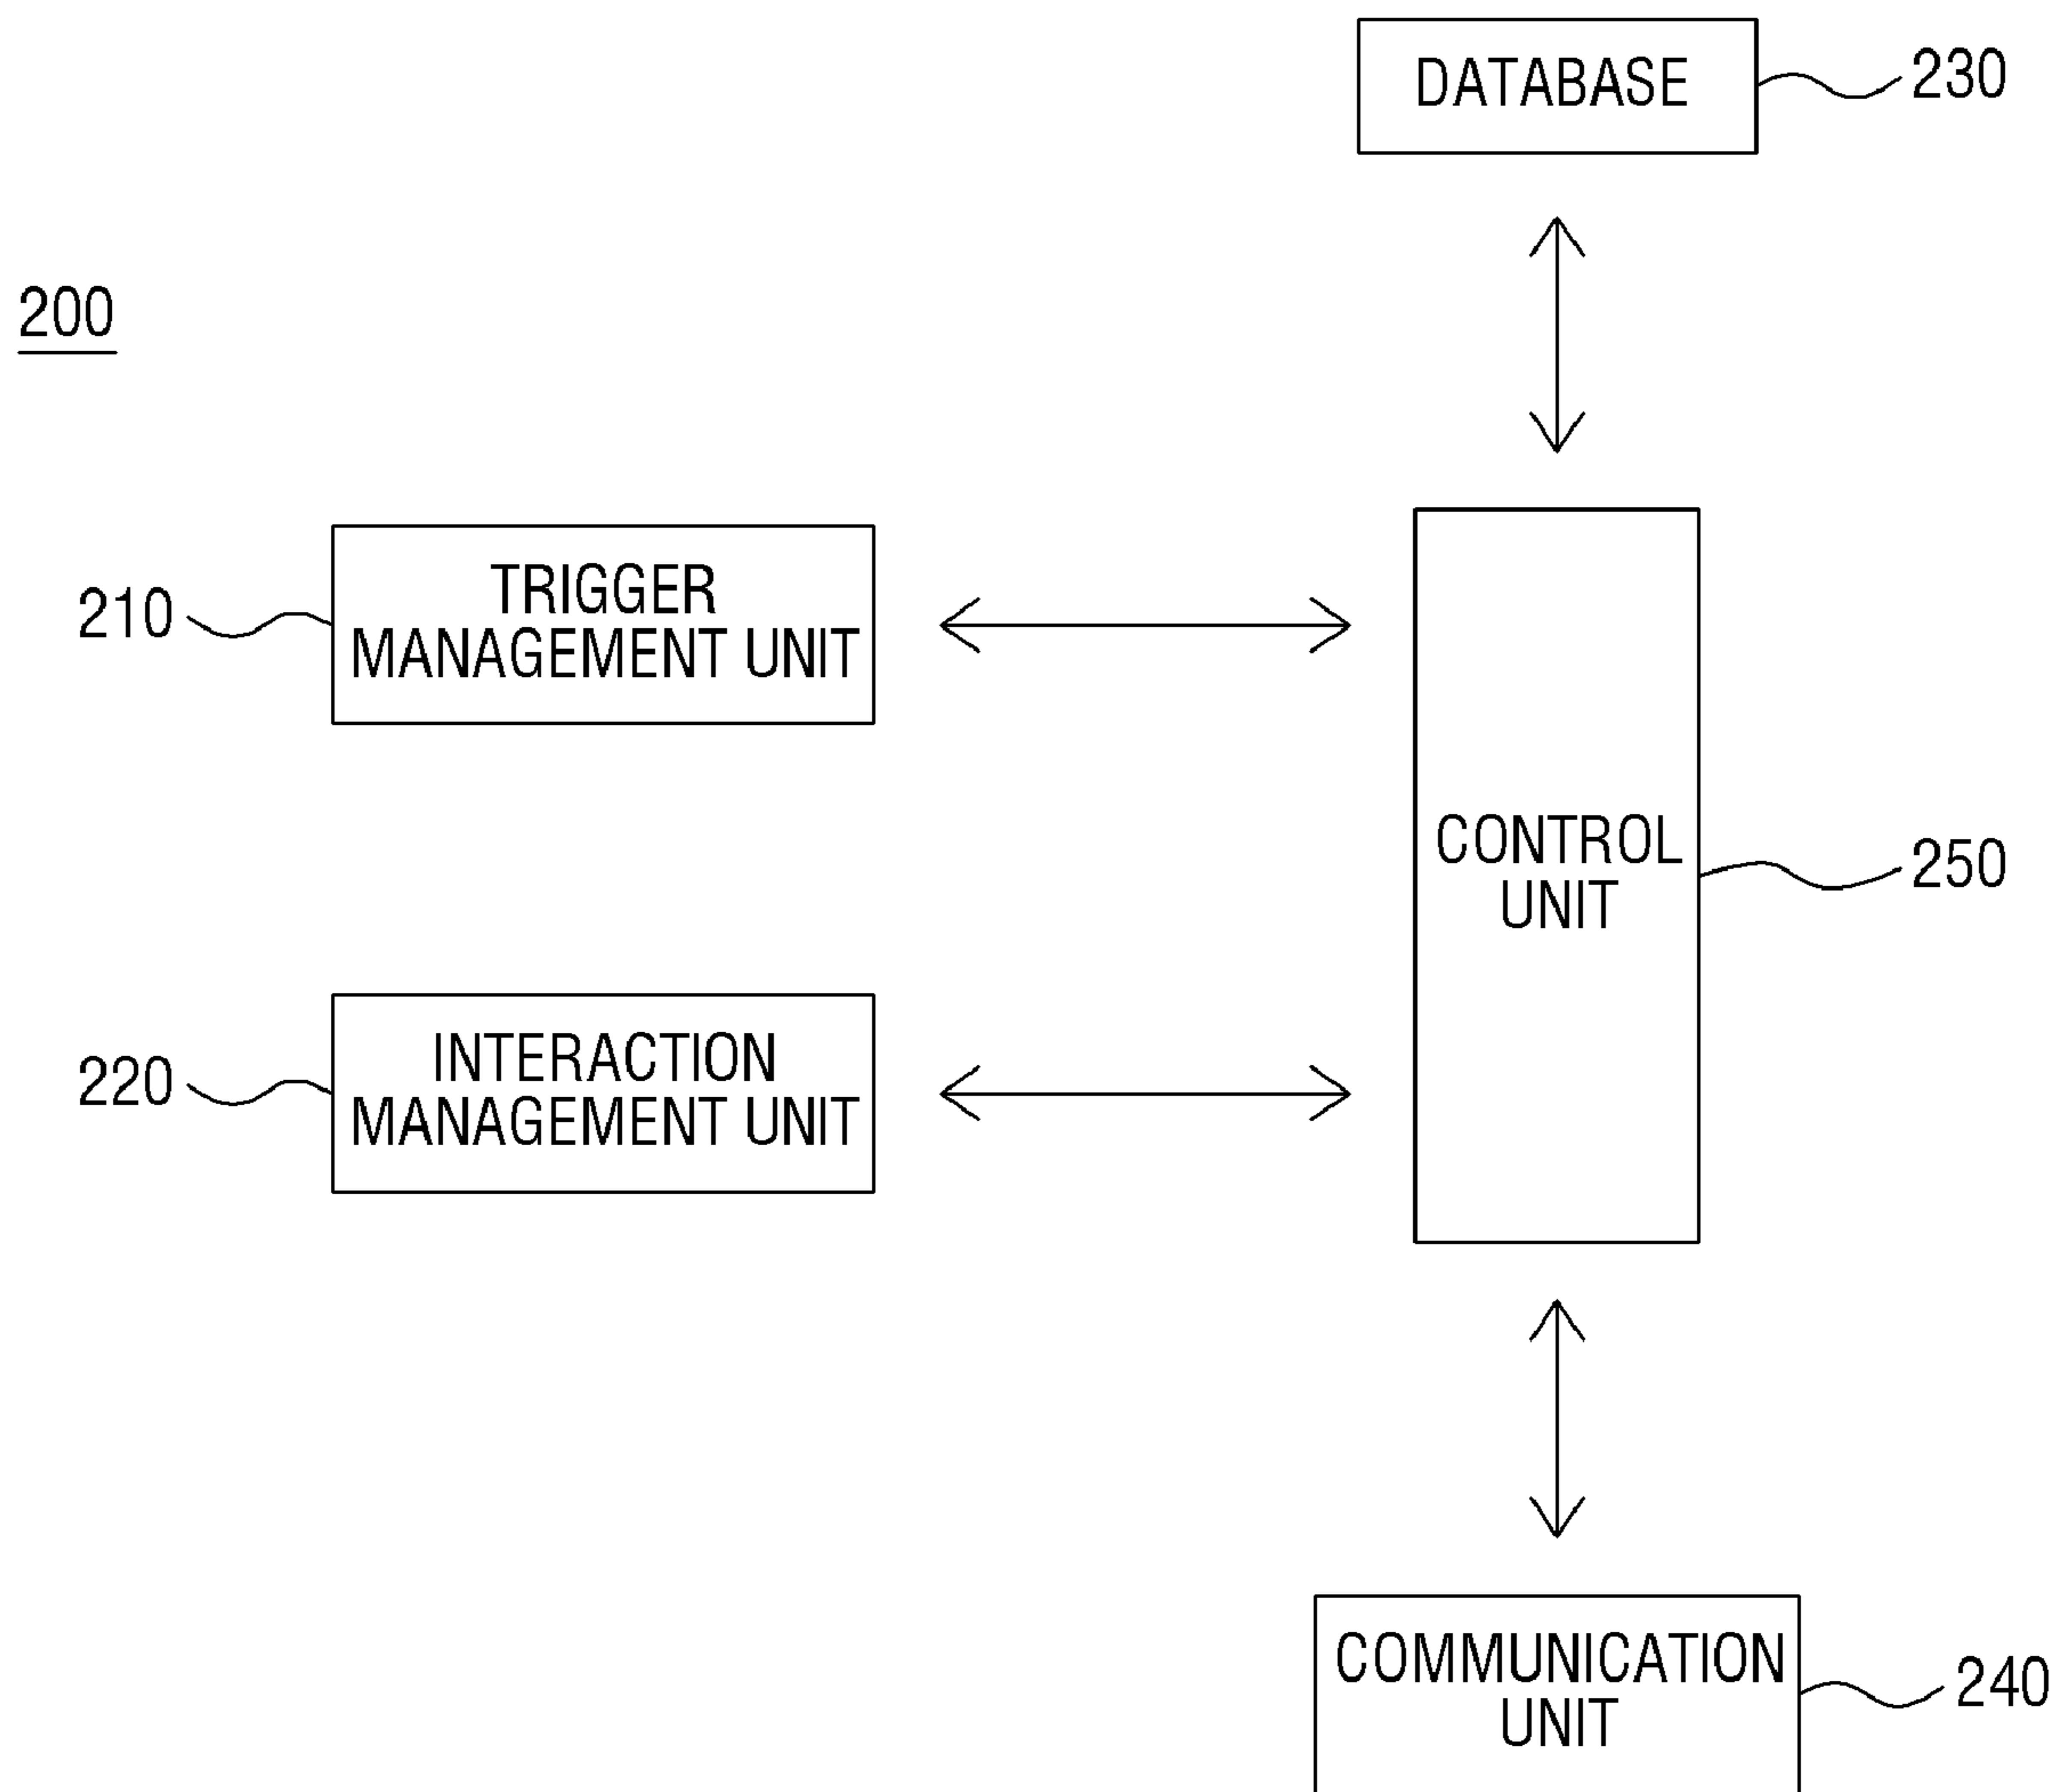 DATABASE
230
200
210
TRIGGER
MANAGEMENT UNIT
CONTROL
UNIT
250
220
INTERACTION
MANAGEMENT UNIT
COMMUNICATION
UNIT
240